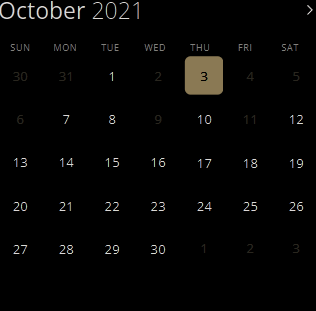 October 2021 >
SUN MON TUE WED THU FRI SAT
30 31 1 2 3 4 5
6 7 8 9 10 11 12
13 14 15 16 17 18 19
20 21 22 23 24 25 26
27 28 29 30 1 2 3